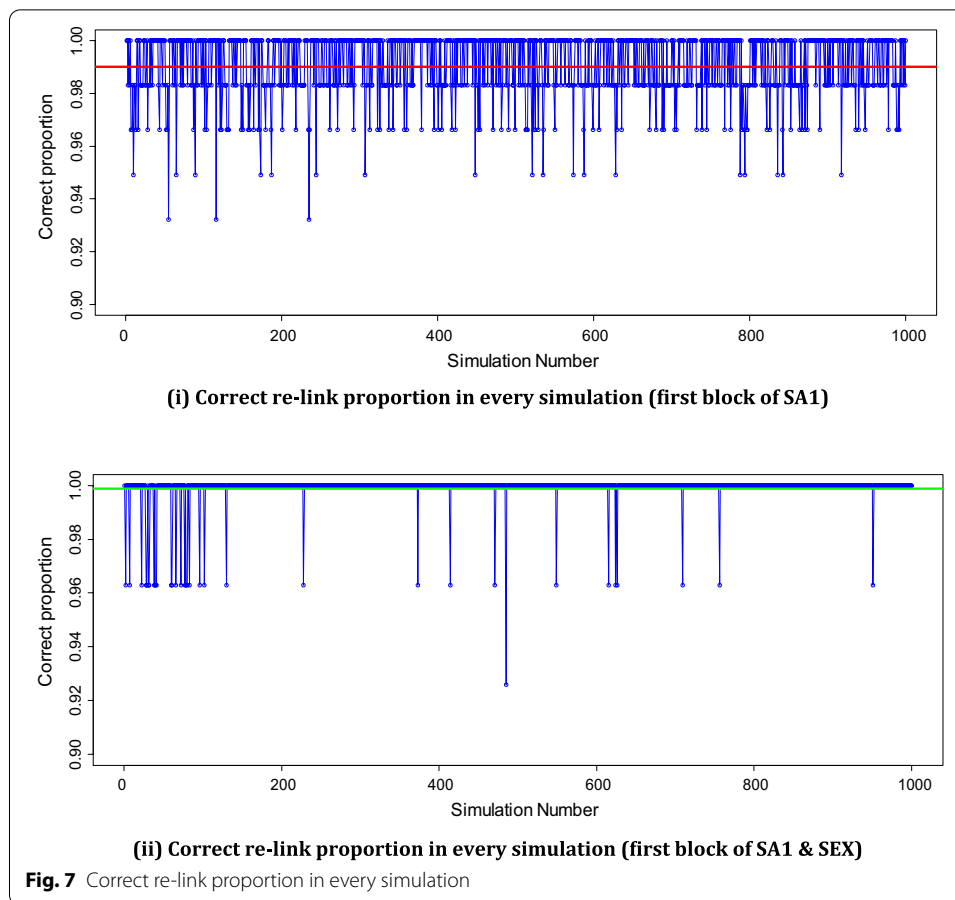 1.00
0.98
0.96
0.94
0.92
0.90
Correct proportion
0 200 400 600 800 1000
Simulation Number
(i) Correct re-link proportion in every simulation (first block of SA1)
1.00
0.98
0.96
0.94
0.92
0.90
Correct proportion
0 200 400 600 800 1000
Simulation Number
(ii) Correct re-link proportion in every simulation (first block of SA1 & SEX)
Fig. 7 Correct re-link proportion in every simulation